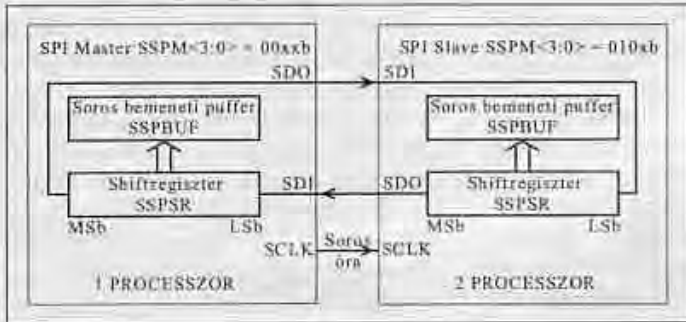 SPI Master SSPM<3:0> = 00xxb
SDO
Soros bemeneti puffer
SSPBUF
Shiftregiszter
SSPSR
MSb
LSb
SDI
SCLK
1 PROCESSZOR
Soros
óra
SPI Slave SSPM<3:0> = 010xb
SDI
Soros bemeneti puffer
SSPBUF
SDO
Shiftregiszter
SSPSR
MSb
LSb
SCLK
2 PROCESSZOR